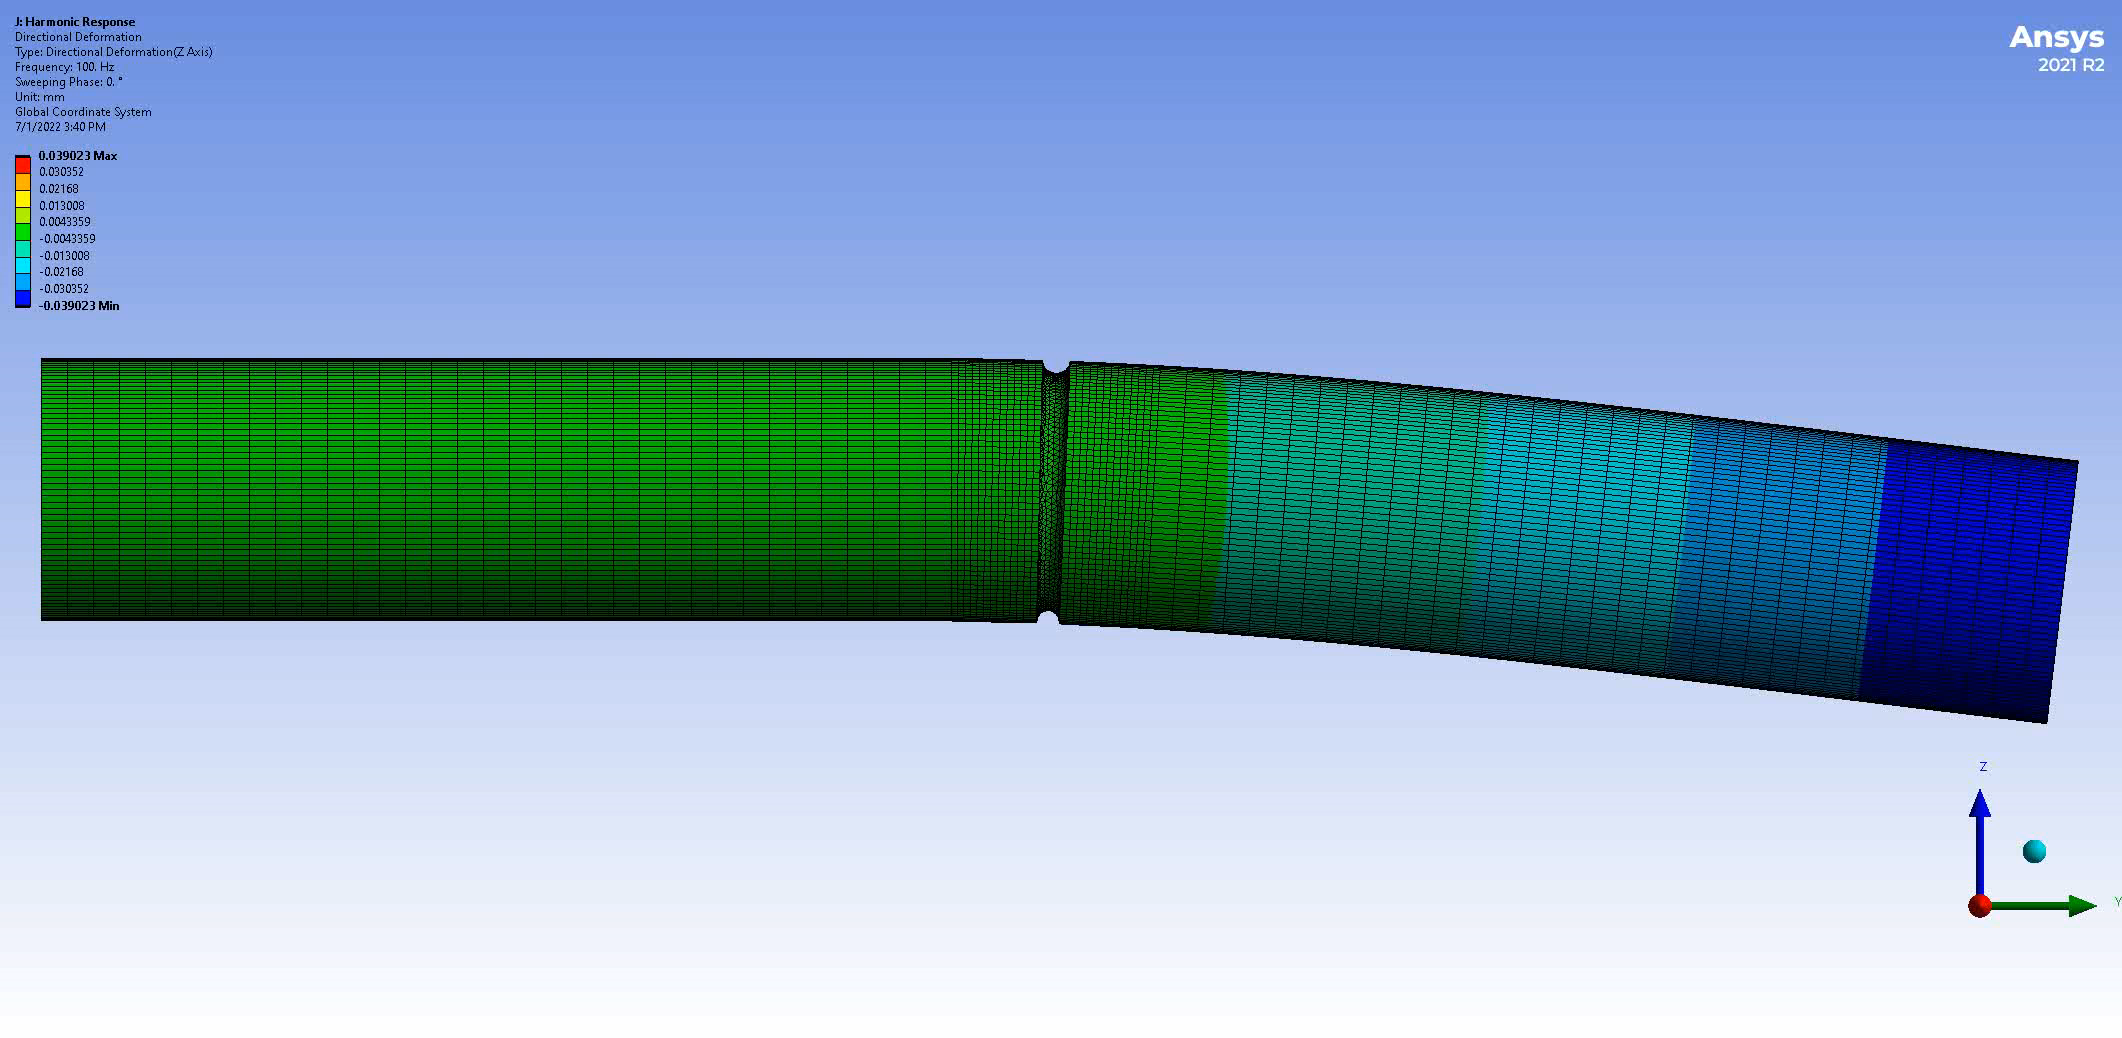 J: Harmonic Response
Directional Deformation
Type: Directional Deformation(Z Axis)
Frequency: 100. Hz
Sweeping Phase: 0. °
Unit: mm
Global Coordinate System
7/1/2022 3:40 PM
0.039023 Max
0.030352
0.02168
0.013008
0.0043359
-0.0043359
-0.013008
-0.02168
-0.030352
-0.039023 Min
Ansys
2021 R2
Z
Y